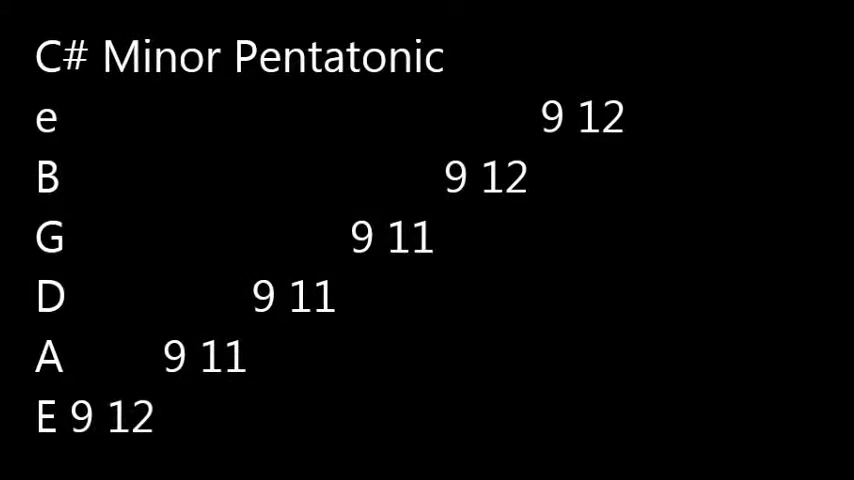 C# Minor Pentatonic
e 9 12
B 9 12
G 9 11
D 9 11
A 9 11
E 9 12